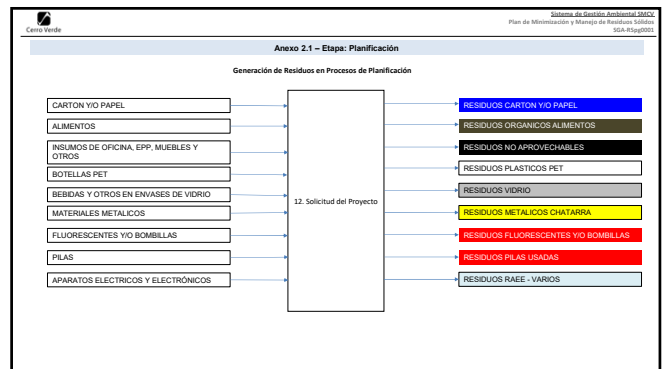 Sistema de Gestión Ambiental SMCV
Plan de Minimización y Manejo de Residuos Sólidos
SGA-RSpg0001
Cerro Verde
Anexo 2.1 – Etapa: Planificación
Generación de Residuos en Procesos de Planificación
CARTON Y/O PAPEL
RESIDUOS CARTON Y/O PAPEL
ALIMENTOS
RESIDUOS ORGANICOS ALIMENTOS
INSUMOS DE OFICINA, EPP, MUEBLES Y
OTROS
RESIDUOS NO APROVECHABLES
BOTELLAS PET
RESIDUOS PLASTICOS PET
BEBIDAS Y OTROS EN ENVASES DE VIDRIO
RESIDUOS VIDRIO
12. Solicitud del Proyecto
MATERIALES METALICOS
RESIDUOS METALICOS CHATARRA
FLUORESCENTES Y/O BOMBILLAS
RESIDUOS FLUORESCENTES Y/O BOMBILLAS
PILAS
RESIDUOS PILAS USADAS
APARATOS ELECTRICOS Y ELECTRÓNICOS
RESIDUOS RAEE - VARIOS